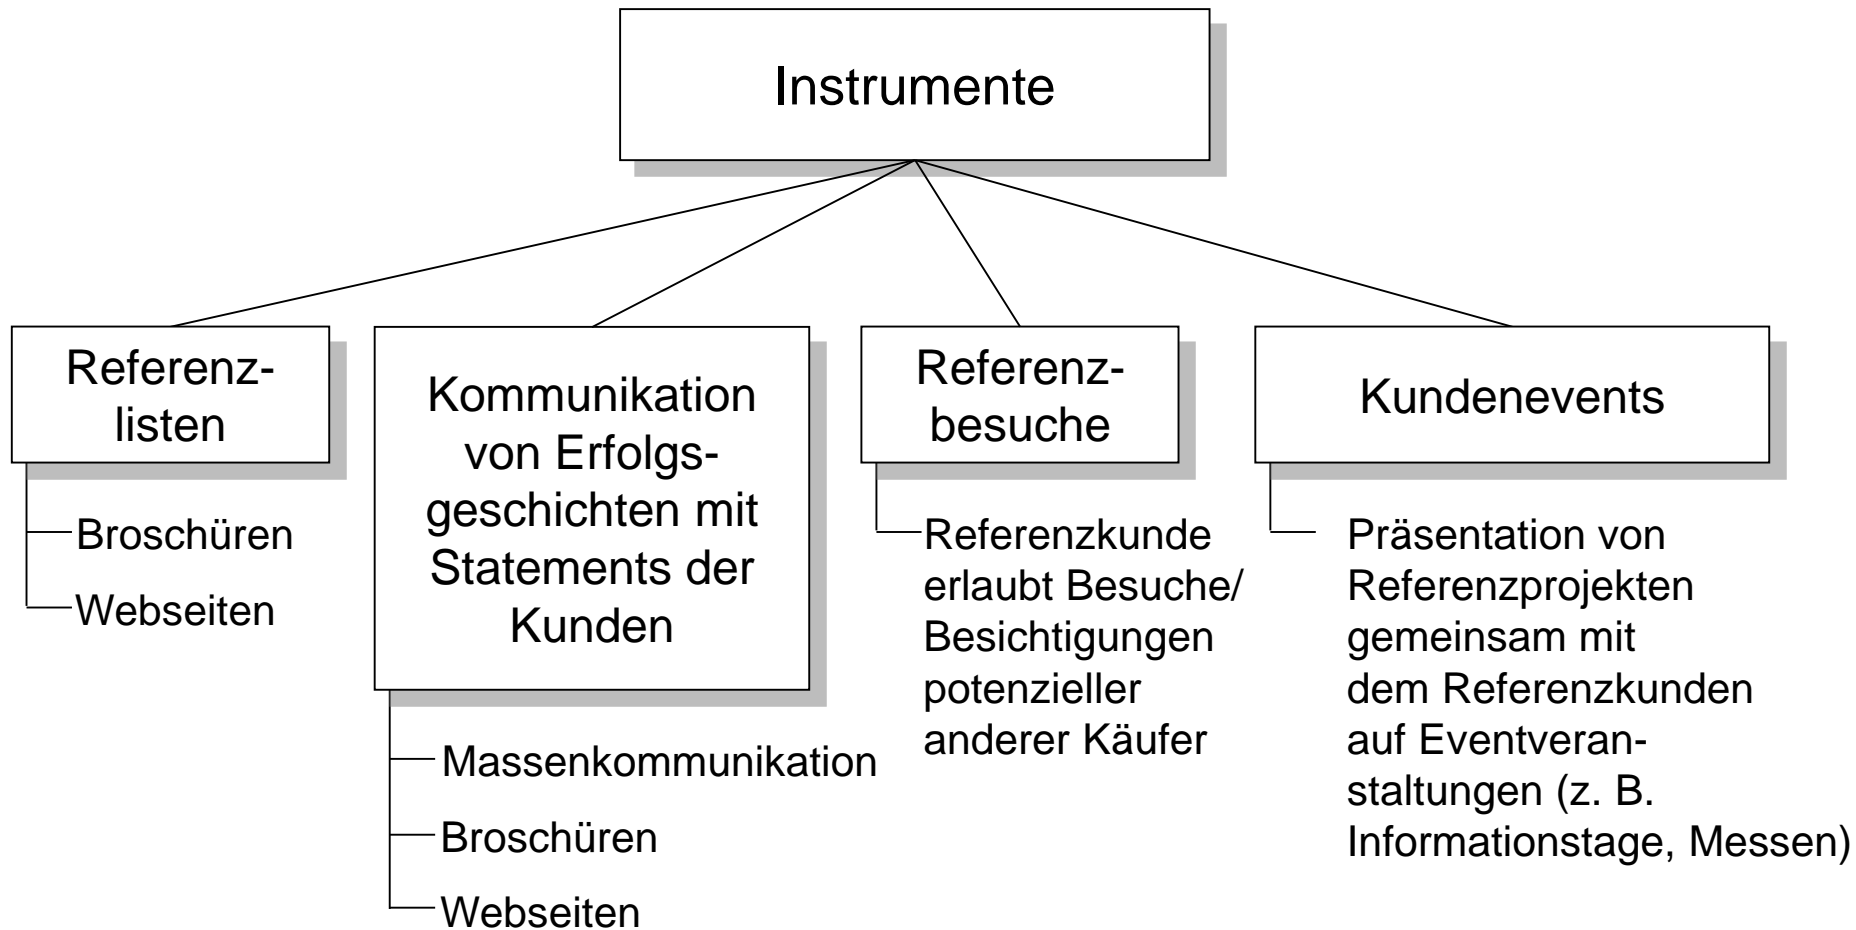 Instrumente
Referenz-
listen
Broschüren
Webseiten
Kommunikation
von Erfolgs-
geschichten mit
Statements der
Kunden
Massenkommunikation
Broschüren
Webseiten
Referenz-
besuche
Referenzkunde
erlaubt Besuche/
Besichtigungen
potenzieller
anderer Käufer
Kundenevents
Präsentation von
Referenzprojekten
gemeinsam mit
dem Referenzkunden
auf Eventveran-
staltungen (z. B.
Informationstage, Messen)